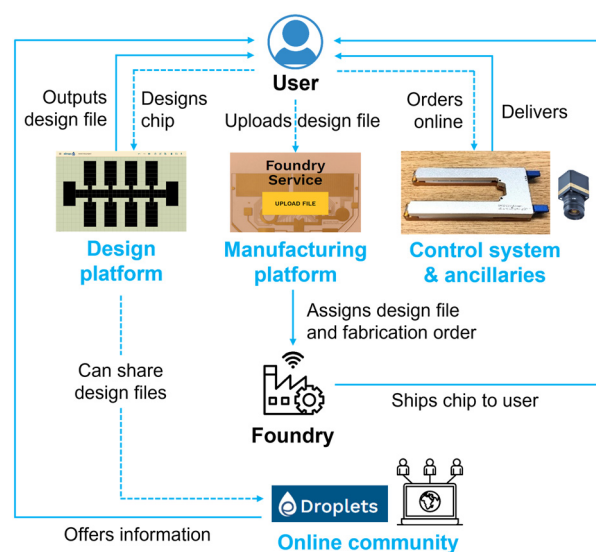 User
Outputs
design file
Designs
chip
Uploads design file
Orders
online
Delivers
Foundry
Service
UPLOAD FILE
Design
platform
Manufacturing
platform
Control system
& ancillaries
Assigns design file
and fabrication order
Can share
design files
Foundry
Ships chip to user
Droplets
Offers information
Online community